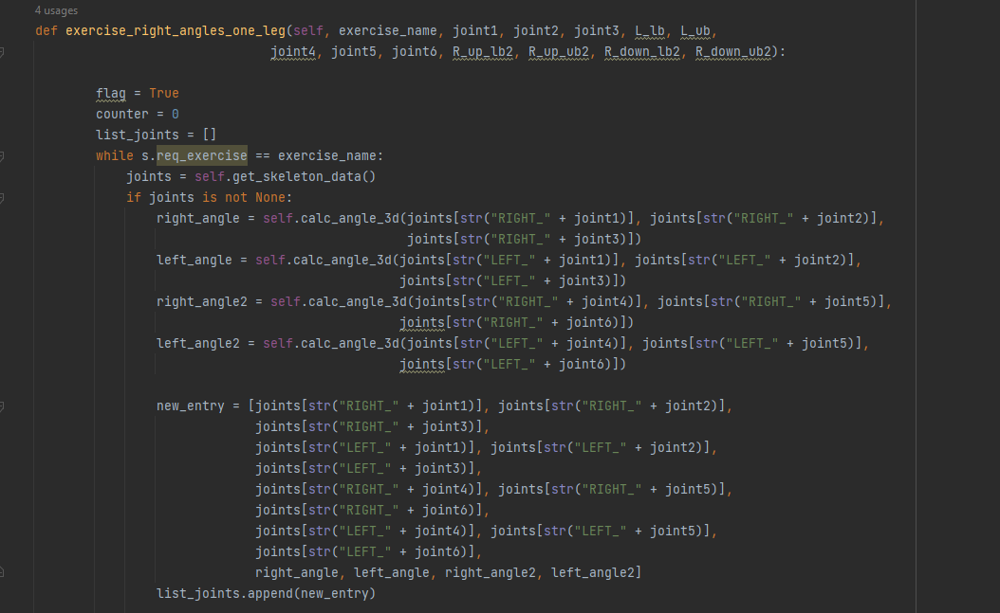 4 usages
def exercise_right_angles_one_leg(self, exercise_name, joint1, joint2, joint3, L_lb, L_ub,
joint4, joint5, joint6, R_up_lb2, R_up_ub2, R_down_lb2, R_down_ub2):
flag = True
counter = 0
list_joints = []
while s.req_exercise == exercise_name:
joints = self.get_skeleton_data()
if joints is not None:
right_angle = self.calc_angle_3d(joints[str("RIGHT_" + joint1)], joints[str("RIGHT_" + joint2)],
joints[str("RIGHT_" + joint3)])
left_angle = self.calc_angle_3d(joints[str("LEFT_" + joint1)], joints[str("LEFT_" + joint2)],
joints[str("LEFT_" + joint3)])
right_angle2 = self.calc_angle_3d(joints[str("RIGHT_" + joint4)], joints[str("RIGHT_" + joint5)],
joints[str("RIGHT_" + joint6)])
left_angle2 = self.calc_angle_3d(joints[str("LEFT_" + joint4)], joints[str("LEFT_" + joint5)],
joints[str("LEFT_" + joint6)])
new_entry = [joints[str("RIGHT_" + joint1)], joints[str("RIGHT_" + joint2)],
joints[str("RIGHT_" + joint3)],
joints[str("LEFT_" + joint1)], joints[str("LEFT_" + joint2)],
joints[str("LEFT_" + joint3)],
joints[str("RIGHT_" + joint4)], joints[str("RIGHT_" + joint5)],
joints[str("RIGHT_" + joint6)],
joints[str("LEFT_" + joint4)], joints[str("LEFT_" + joint5)],
joints[str("LEFT_" + joint6)],
right_angle, left_angle, right_angle2, left_angle2]
list_joints.append(new_entry)